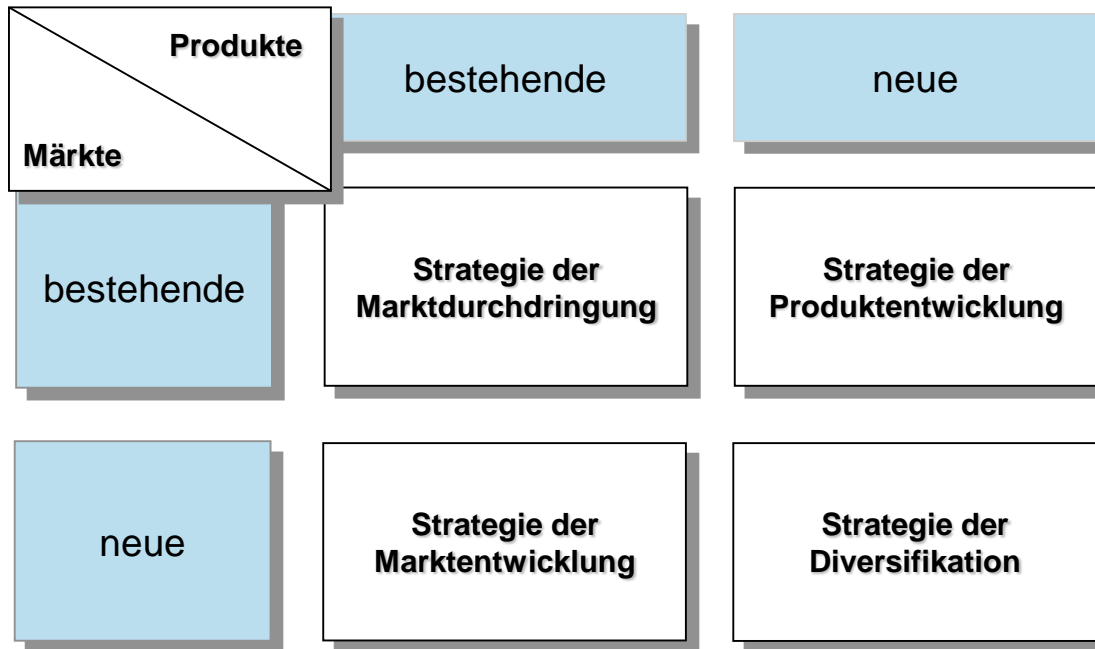 Produkte
Märkte
bestehende
neue
bestehende
Strategie der
Marktdurchdringung
Strategie der
Produktentwicklung
neue
Strategie der
Marktentwicklung
Strategie der
Diversifikation